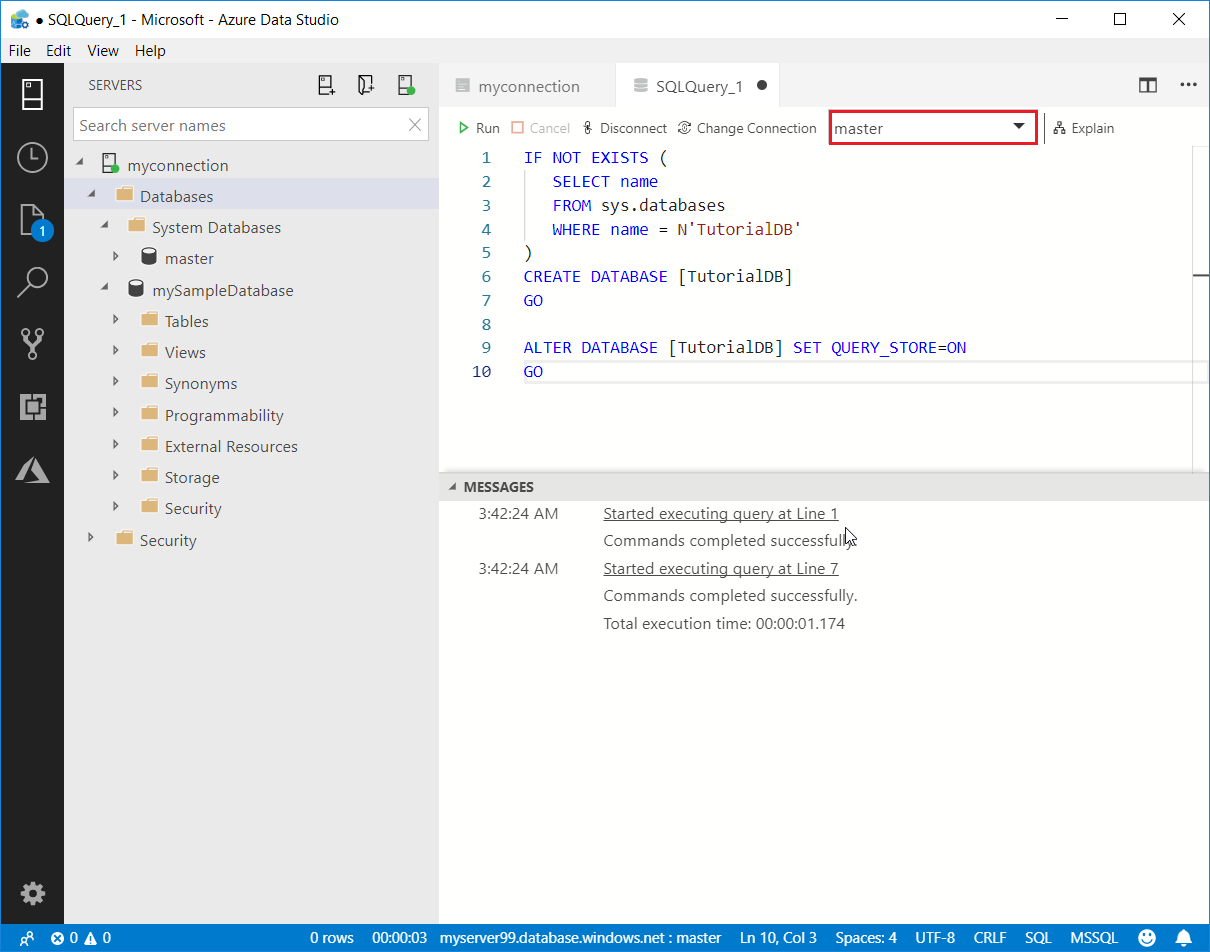 ● SQLQuery_1 - Microsoft - Azure Data Studio
File Edit View Help
SERVERS
Search server names
myconnection
Databases
System Databases
master
mySampleDatabase
Tables
Views
Synonyms
Programmability
External Resources
Storage
Security
Security
1
myconnection SQLQuery_1 ●
Run Cancel Disconnect Change Connection master Explain
1 IF NOT EXISTS (
2 SELECT name
3 FROM sys.databases
4 WHERE name = N'TutorialDB'
5 )
6 CREATE DATABASE [TutorialDB]
7 GO
8
9 ALTER DATABASE [TutorialDB] SET QUERY_STORE=ON
10 GO
MESSAGES
3:42:24 AM Started executing query at Line 1
Commands completed successfully.
3:42:24 AM Started executing query at Line 7
Commands completed successfully.
Total execution time: 00:00:01.174
0 0 0 rows 00:00:03 myserver99.database.windows.net : master Ln 10, Col 3 Spaces: 4 UTF-8 CRLF SQL MSSQL